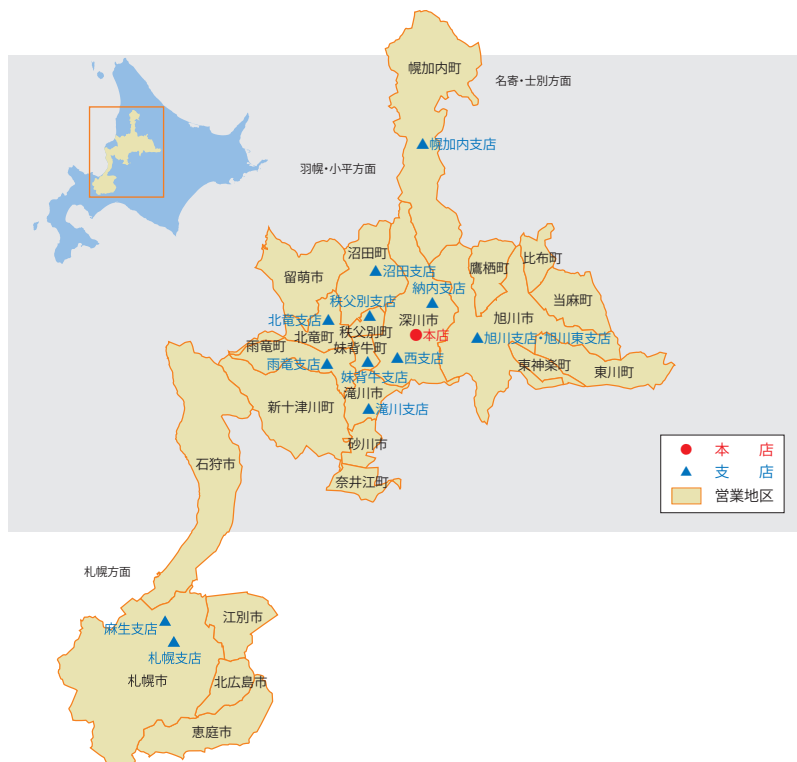 幌加内町
名寄・士別方面
幌加内支店
羽幌・小平方面
沼田町
比布町
鷹栖町
沼田支店
留萌市
納内支店
当麻町
秩父別支店
北竜支店
深川市
旭川市
秩父別町
本店
北竜町
旭川支店・旭川東支店
雨竜町
妹背牛町
西支店
雨竜支店
東神楽町
東川町
妹背牛支店
滝川市
新十津川町
滝川支店
砂川市
本　店
石狩市
支　店
奈井江町
営業地区
札幌方面
江別市
麻生支店
札幌支店
札幌市
北広島市
恵庭市